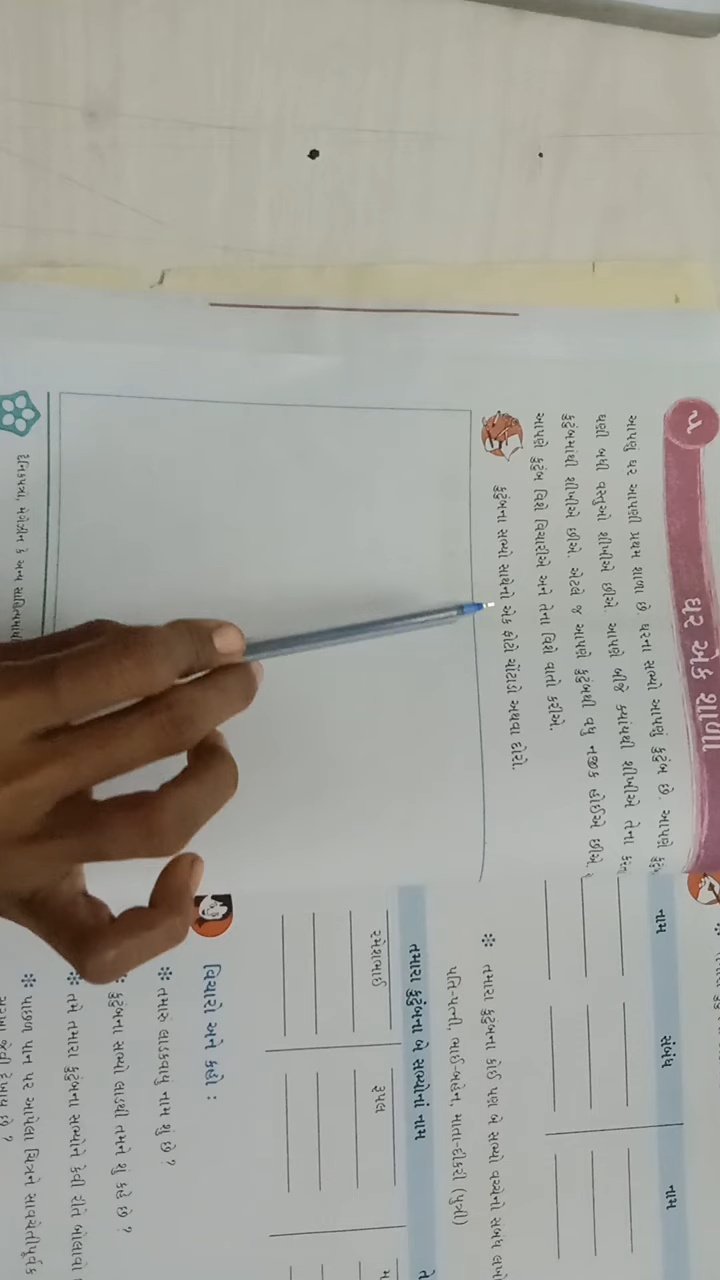 ૫
ઘર એક શાળા
આપણું ઘર આપણી પ્રથમ શાળા છે ઘરના સભ્યો આપણું કુટુંબ છે. આપણે
ઘણી બધી વસ્તુઓ શીખીએ છીએ. આપણે બીજે ક્યાંયથી શીખીએ તેના
કુટુંબમાંથી શીખીએ છીએ. એટલે જ આપણે કુટુંબથી વધુ નજીક હોઈએ છીએ.
આપણે કુટુંબ વિશે વિચારીએ અને તેના વિશે વાતો કરીએ.
કુટુંબના સભ્યો સાથેનો એક ફોટો ચોંટાડો અથવા દોરો.
દૈનિકપત્રો, મેગેઝીન કે અન્ય
નામ સંબંધ નામ
* તમારા કુટુંબના કોઈ પણ બે સભ્યો વચ્ચેનો સંબંધ લખો
પતિ-પત્ની, ભાઈ-બહેન, માતા-દીકરી (પુત્રી)
તમારા કુટુંબના બે સભ્યોનાં નામ
રમેશભાઈ રૂપલ
વિચારો અને કહો :
* તમારું લાડકવાયું નામ શું છે ?
* કુટુંબના સભ્યો લાડથી તમને શું કહે છે ?
* તમે તમારા કુટુંબના સભ્યોને કેવી રીતે બોલાવો
* પાછળ પાન પર આપેલા ચિત્રને સાવચેતીપૂર્વક